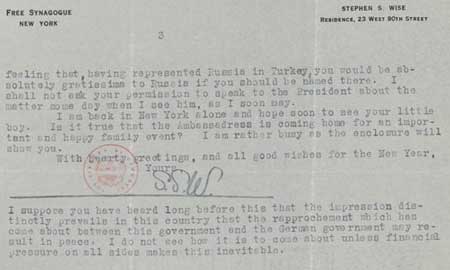 FREE SYNAGOGUE
NEW YORK
STEPHEN S. WISE
RESIDENCE, 23 WEST 90TH STREET
3
feeling that, having represented Russia in Turkey, you would be ab-
solutely gratissima to Russia if you should be named there. I
shall not ask your permission to speak to the President about the
matter some day when I see him, as I soon may.
I am back in New York alone and hope soon to see your little
boy. Is it true that the Ambassadress is coming home for an impor-
tant and happy family event? I am rather busy as the enclosure will
show you.
With hearty greetings, and all good wishes for the New Year,
Yours
S.S.W.
I suppose you have heard long before this that the impression dis-
tinctly prevails in this country that the rapprochement which has
come about between this government and the German government may re-
sult in peace. I do not see how it is to come about unless financial
pressure on all sides makes this inevitable.